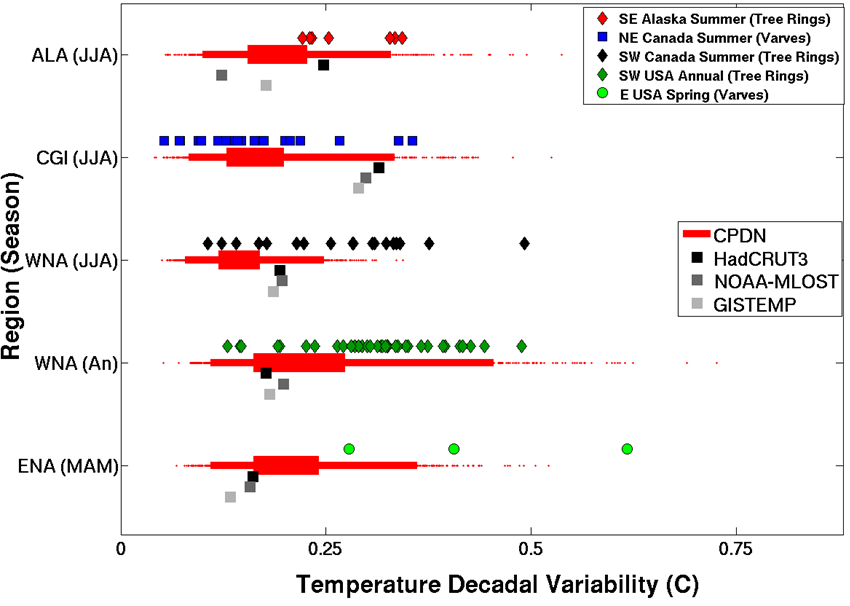 SE Alaska Summer (Tree Rings)
NE Canada Summer (Varves)
SW Canada Summer (Tree Rings)
SW USA Annual (Tree Rings)
E USA Spring (Varves)
ALA (JJA)
CGI (JJA)
WNA (JJA)
WNA (An)
ENA (MAM)
Region (Season)
CPDN
HadCRUT3
NOAA-MLOST
GISTEMP
0
0.25
0.5
0.75
Temperature Decadal Variability (C)